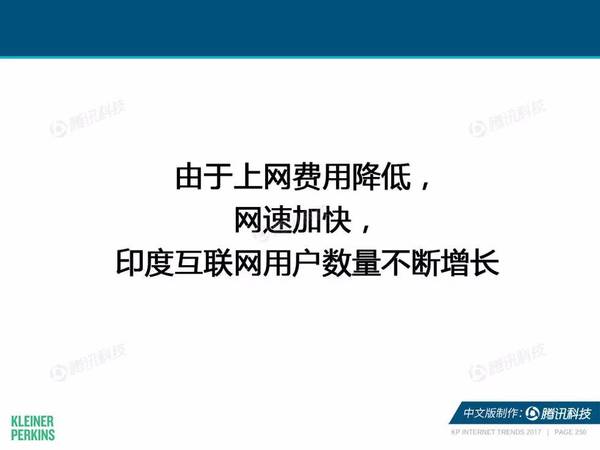 腾讯科技
腾讯科技
由于上网费用降低，
网速加快，
印度互联网用户数量不断增长
腾讯科技
腾讯科技
KLEINER
PERKINS
中文版制作：腾讯科技
KP INTERNET TRENDS 2017 | PAGE 230